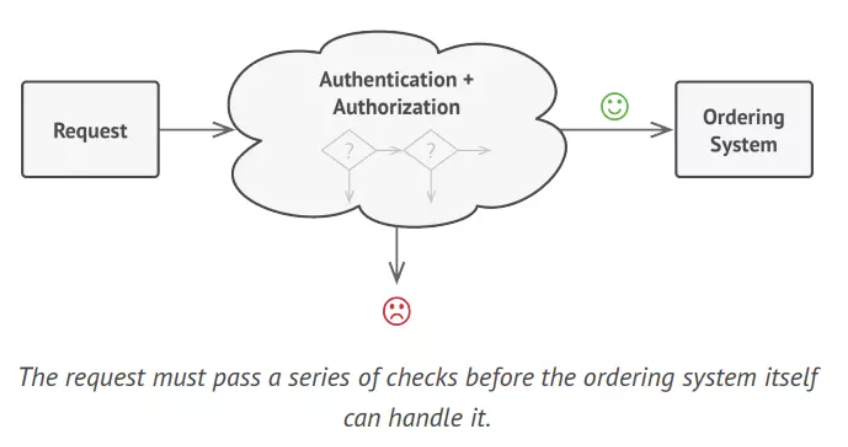 Authentication +
Authorization
Request
? ?
Ordering
System
The request must pass a series of checks before the ordering system itself
can handle it.